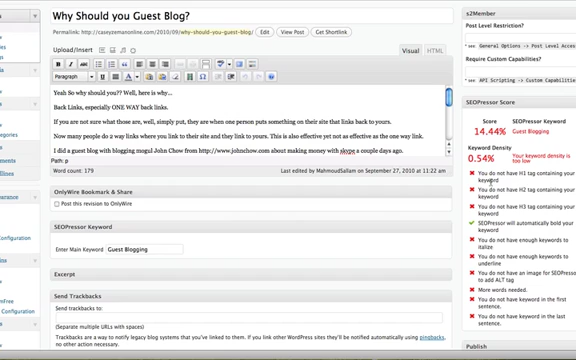 Why Should you Guest Blog?
Permalink: http://caseyzemanonline.com/2010/09/why-should-you-guest-blog/ Edit View Post Get Shortlink
Upload/Insert
Visual HTML
Paragraph
Yeah So why should you?? Well, here is why...
Back Links, especially ONE WAY back links.
If you are not sure what those are, well, simply put, they are when one person puts something on their site that links back to yours.
Now many people do 2 way links where you link to their site and they link to yours. This is also effective yet not as effective as the one way.
I did a guest blog with blogging mogul John Chow from http://www.johnchow.com about making money with skype a couple days ago.
Path: p
Word count: 179
Last edited by MahmoudSallam on September 27, 2010 at 11:22 am
OnlyWire Bookmark & Share
Post this revision to OnlyWire
SEOPressor Keyword
Enter Main Keyword Guest Blogging
Excerpt
Send Trackbacks
Send trackbacks to:
(Separate multiple URLs with spaces)
Trackbacks are a way to notify legacy blog systems that you've linked to them. If you link other WordPress sites they'll be notified automatically using pingbacks,
no other action necessary.
s2Member
Post Level Restriction?
* see General Options -> Post Level Access
Require Custom Capabilities?
* see API Scripting -> Custom Capabilities
SEOPressor Score
Score
14.44%
SEOPressor Keyword
Guest Blogging
Keyword Density
0.54%
Your keyword density is
too low
You do not have H1 tag containing your
keyword
You do not have H2 tag containing your
keyword
You do not have H3 tag containing your
keyword
SEOPressor will automatically bold your
keyword
You do not have enough keywords to
italize
You do not have enough keywords to
underline
You do not have an image for SEOPressor
to add ALT tag
More words needed.
You do not have keyword in the first
sentence.
You do not have keyword in the last
sentence.
Publish